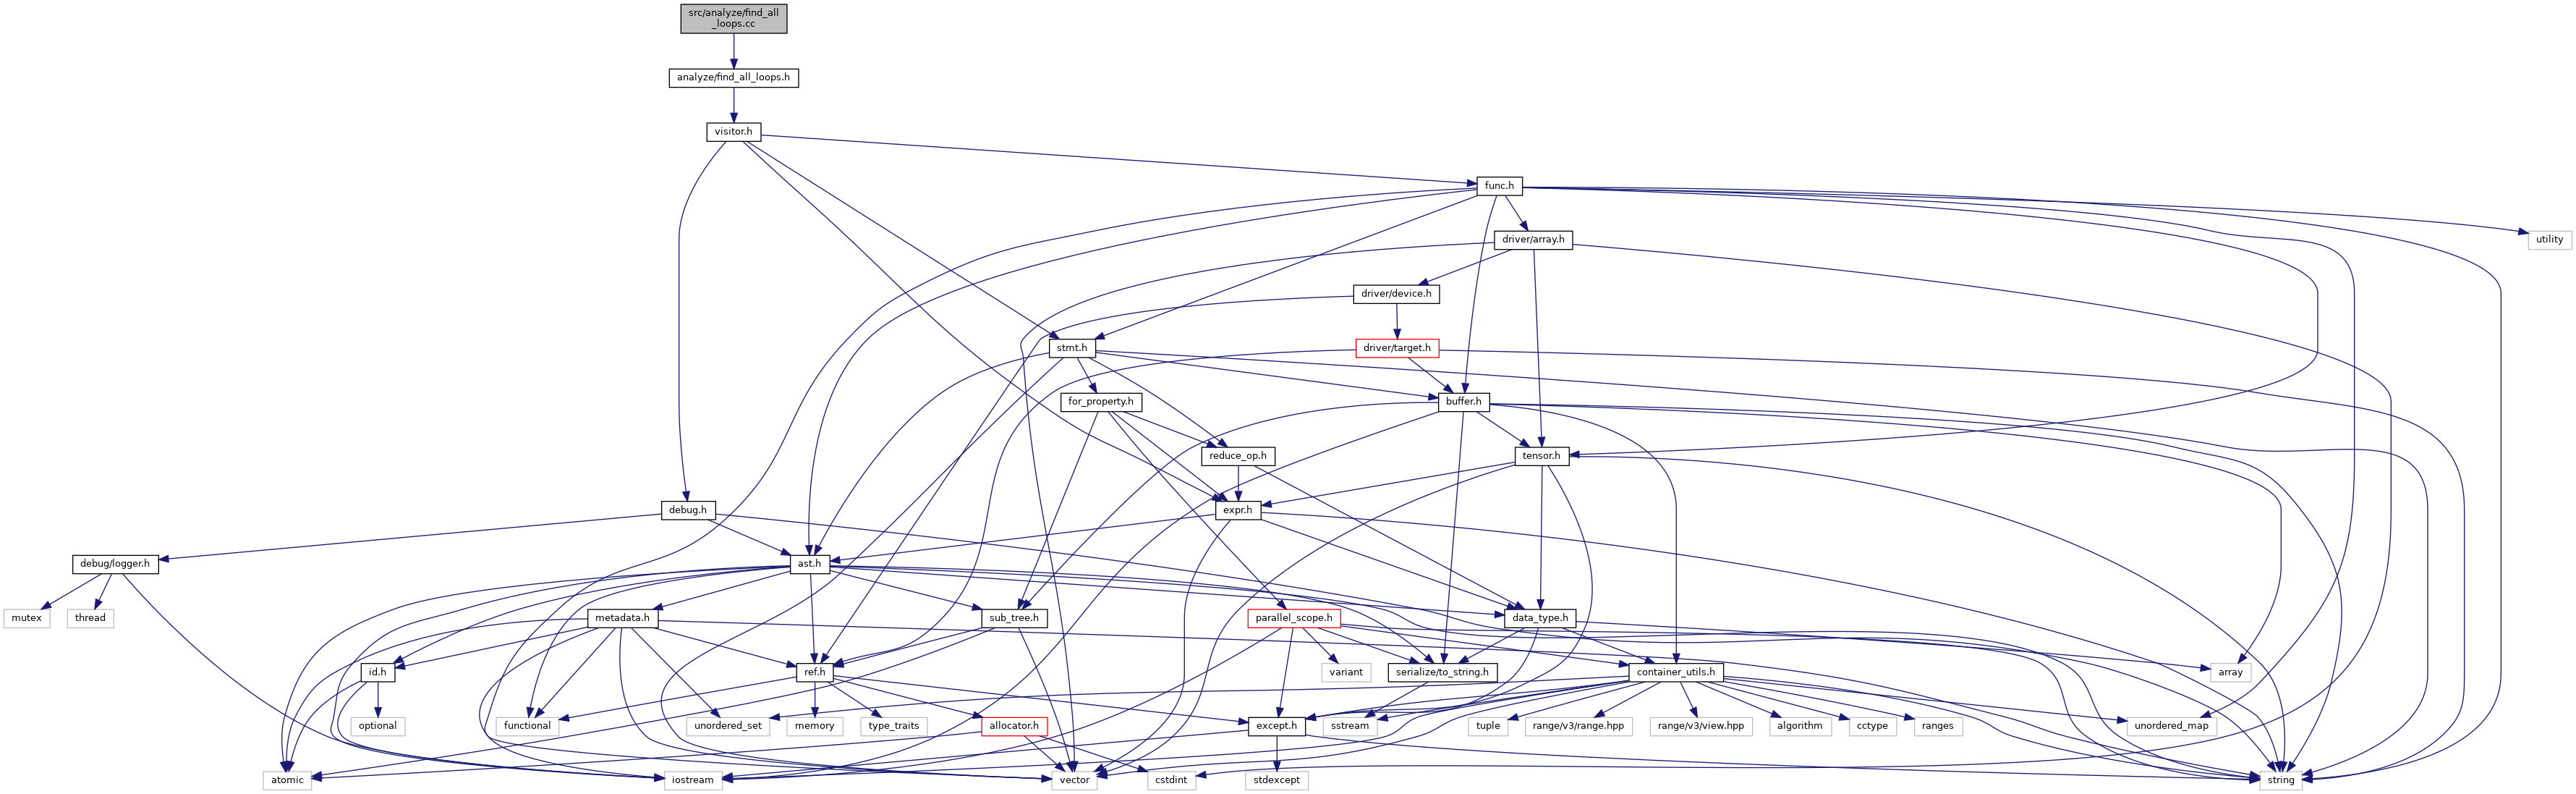 src/analyze/find_all
_loops.cc
analyze/find_all_loops.h
visitor.h
func.h
driver/array.h
utility
driver/device.h
stmt.h
driver/target.h
for_property.h
buffer.h
reduce_op.h
tensor.h
debug.h
expr.h
debug/logger.h
ast.h
mutex
thread
metadata.h
sub_tree.h
parallel_scope.h
data_type.h
id.h
ref.h
variant
serialize/to_string.h
container_utils.h
array
optional
functional
unordered_set
memory
type_traits
allocator.h
except.h
sstream
tuple
range/v3/range.hpp
range/v3/view.hpp
algorithm
cctype
ranges
unordered_map
atomic
iostream
vector
cstdint
stdexcept
string